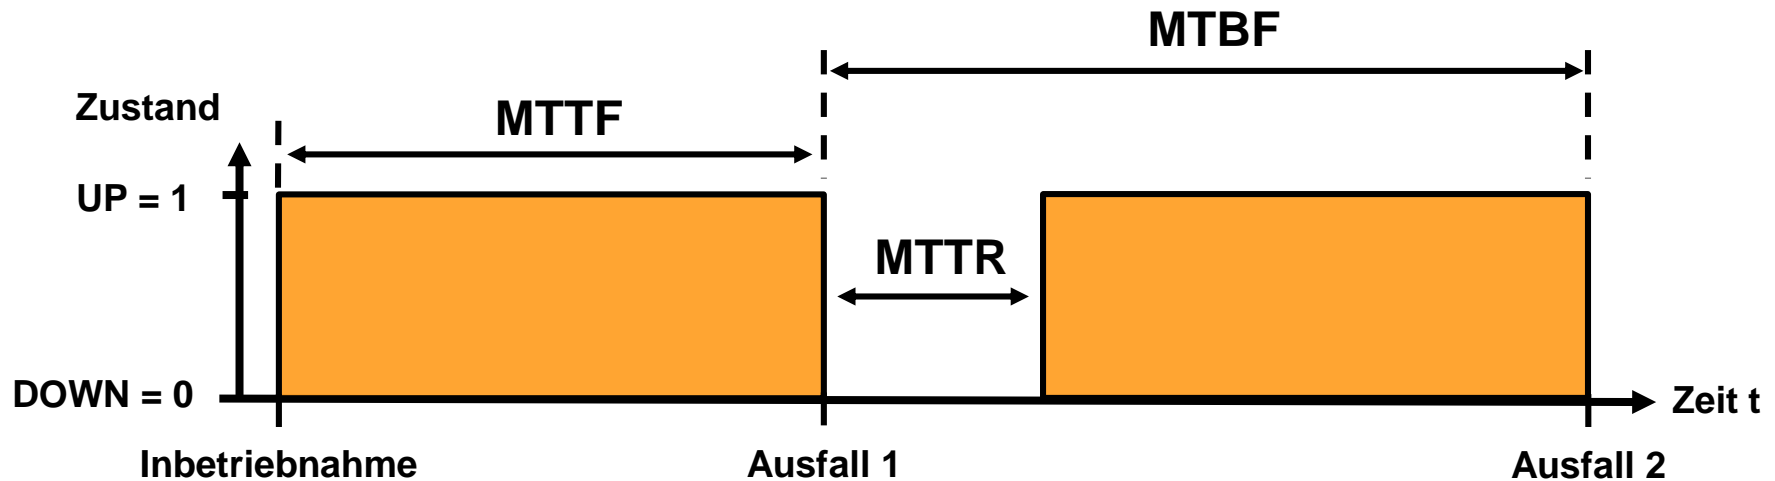 MTBF
Zustand
MTTF
UP = 1
MTTR
DOWN = 0
Zeit t
Inbetriebnahme
Ausfall 1
Ausfall 2